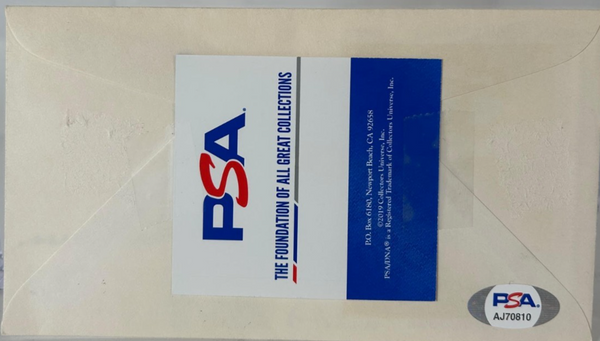 PSA.
THE FOUNDATION OF ALL GREAT COLLECTIONS
P.O. Box 6180, Newport Beach, CA 92658
©2019 Collectors Universe, Inc.
PSA/DNA® is a Registered Trademark of Collectors Universe, Inc.
PSA.
AJ70810